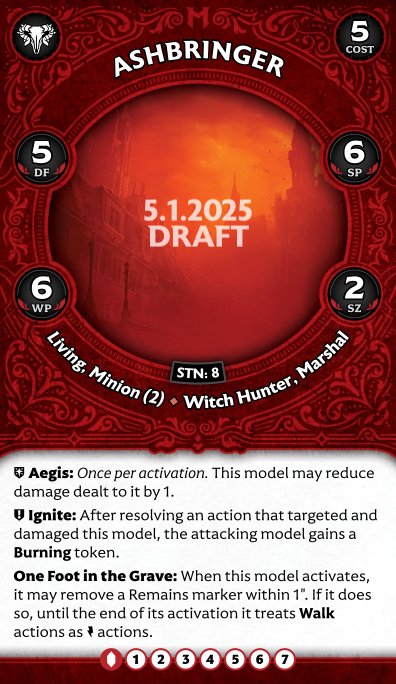 ASHBRINGER
5
COST
5
DF
6
SP
5.1.2025
DRAFT
6
WP
2
SZ
STN: 8
Living, Minion (2) ♦ Witch Hunter, Marshal
Aegis: Once per activation. This model may reduce
damage dealt to it by 1.
Ignite: After resolving an action that targeted and
damaged this model, the attacking model gains a
Burning token.
One Foot in the Grave: When this model activates,
it may remove a Remains marker within 1". If it does
so, until the end of its activation it treats Walk
actions as actions.
1 2 3 4 5 6 7